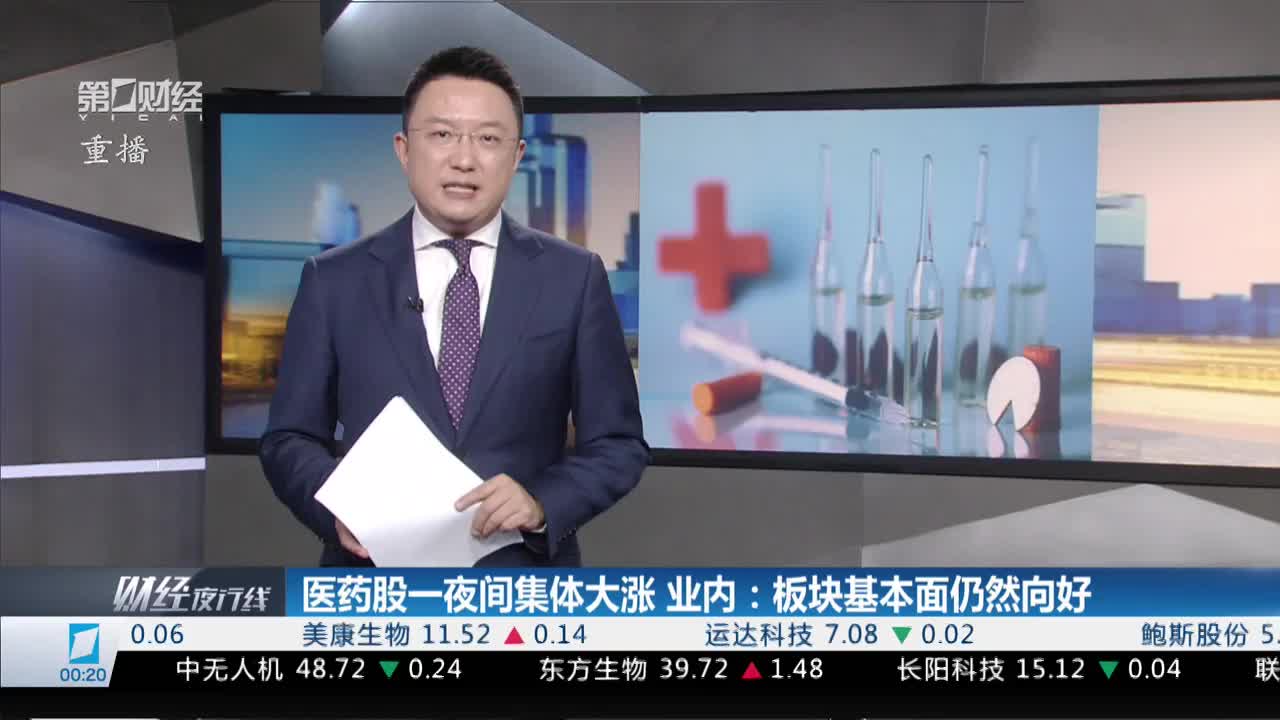 第一财经
YICAI
重播
财经夜行线
医药股一夜间集体大涨 业内：板块基本面仍然向好
0.06 美康生物 11.52 ▲ 0.14 运达科技 7.08 ▼ 0.02 鲍斯股份 5.
00:20
中无人机 48.72 ▼ 0.24 东方生物 39.72 ▲ 1.48 长阳科技 15.12 ▼ 0.04 联